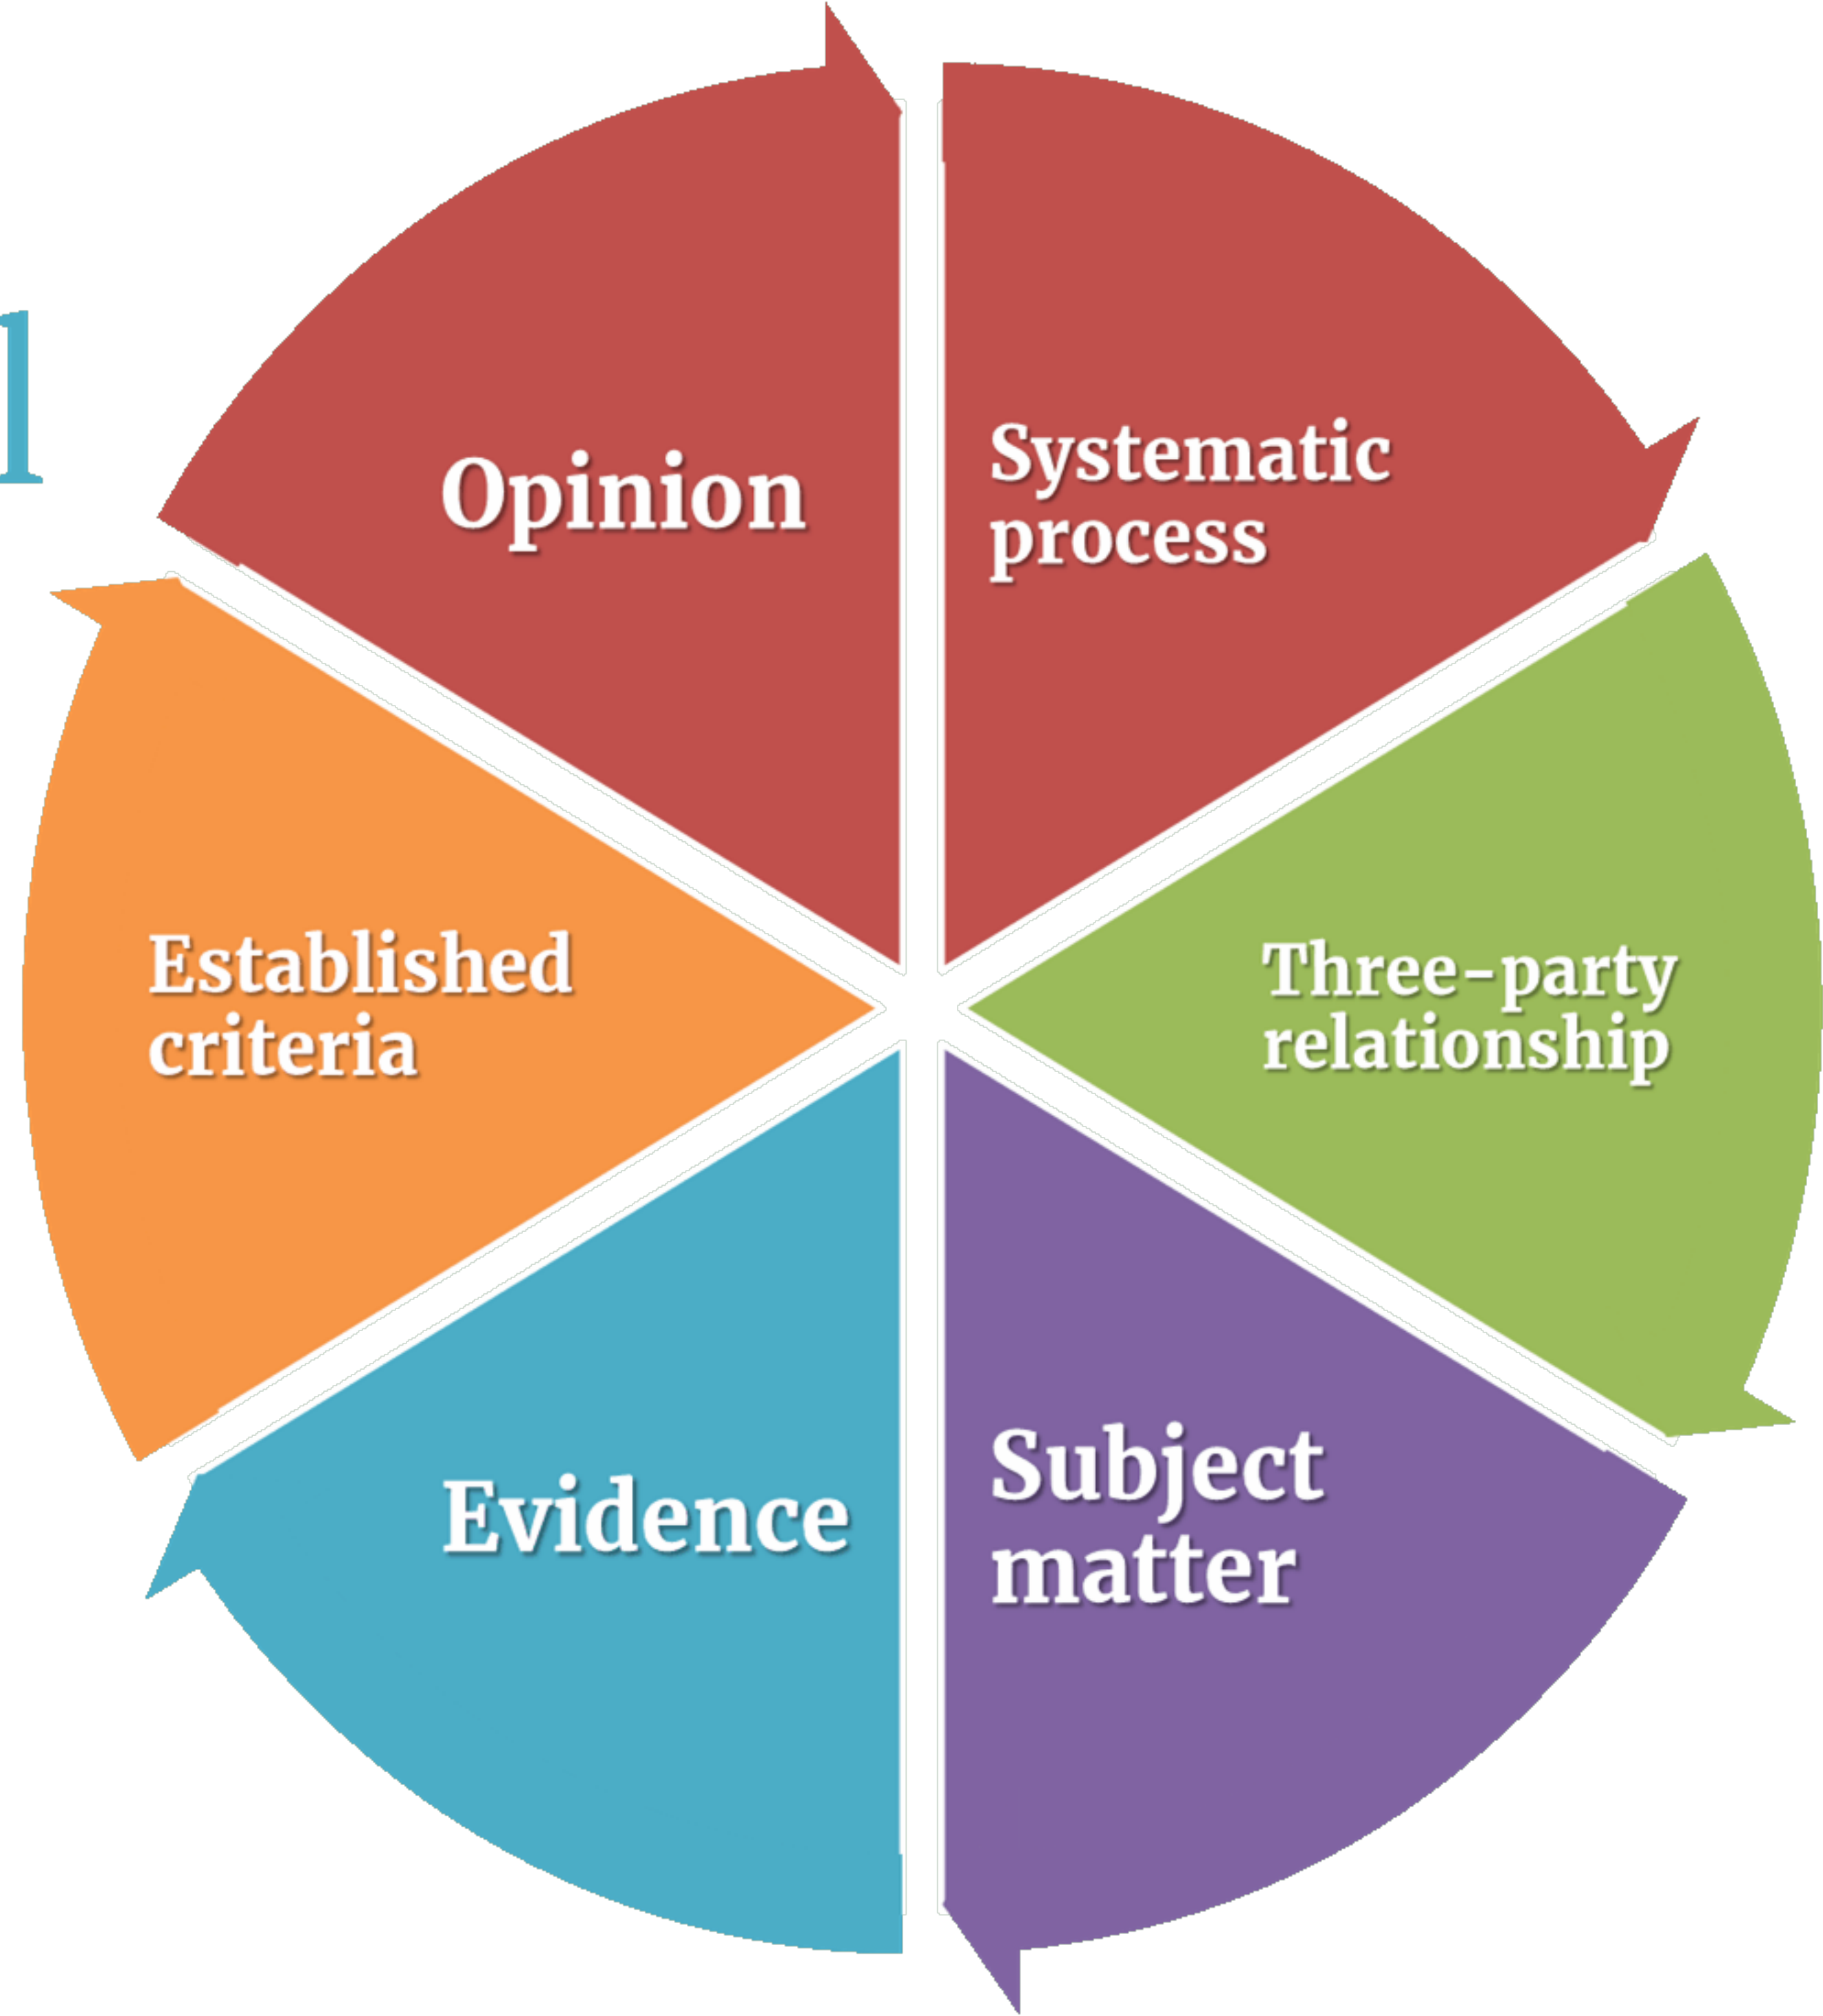 Opinion
Systematic
process
Three-party
relationship
Subject
matter
Evidence
Established
criteria